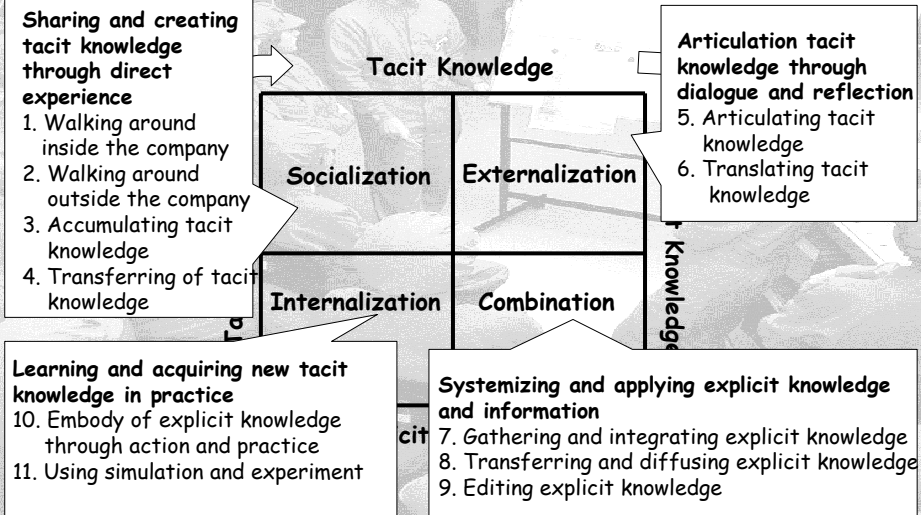 Sharing and creating
tacit knowledge
through direct
experience
1. Walking around
inside the company
2. Walking around
outside the company
3. Accumulating tacit
knowledge
4. Transferring of tacit
knowledge
Tacit Knowledge
Articulation tacit
knowledge through
dialogue and reflection
5. Articulating tacit
knowledge
6. Translating tacit
knowledge
Socialization
Externalization
Internalization
Combination
Knowledge
Learning and acquiring new tacit
knowledge in practice
10. Embody of explicit knowledge
through action and practice
11. Using simulation and experiment
Systemizing and applying explicit knowledge
and information
7. Gathering and integrating explicit knowledge
8. Transferring and diffusing explicit knowledge
9. Editing explicit knowledge